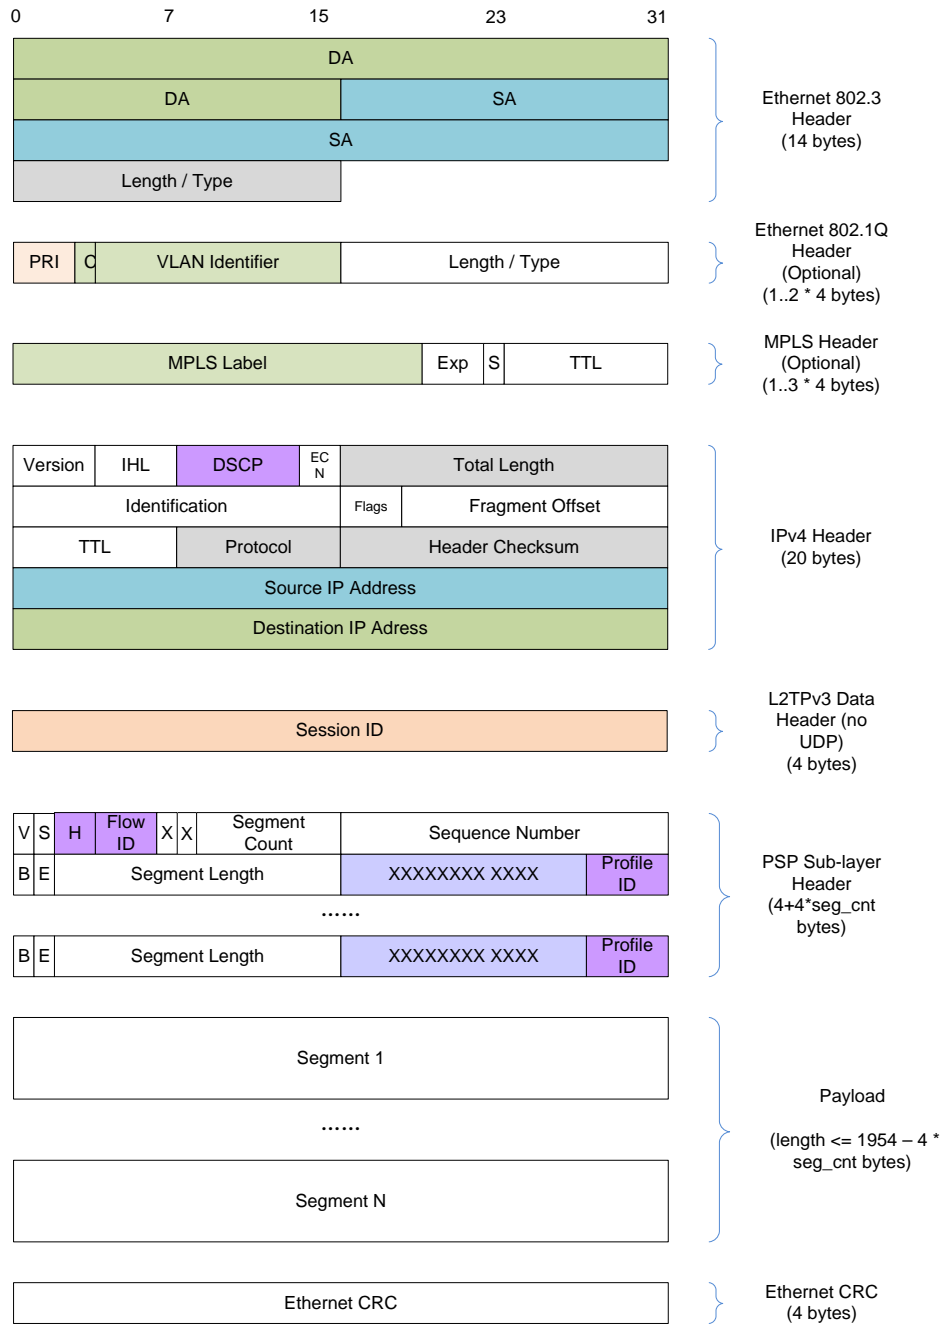 0 7 15 23 31
DA
DA SA
SA
Length / Type
Ethernet 802.3
Header
(14 bytes)
PRI C VLAN Identifier Length / Type
Ethernet 802.1Q
Header
(Optional)
(1..2 * 4 bytes)
MPLS Label Exp S TTL
MPLS Header
(Optional)
(1..3 * 4 bytes)
Version IHL DSCP EC
N Total Length
Identification Flags Fragment Offset
TTL Protocol Header Checksum
Source IP Address
Destination IP Adress
IPv4 Header
(20 bytes)
Session ID
L2TPv3 Data
Header (no
UDP)
(4 bytes)
V S H Flow
ID X X Segment
Count Sequence Number
B E Segment Length XXXXXXXX XXXX Profile
ID
......
B E Segment Length XXXXXXXX XXXX Profile
ID
PSP Sub-layer
Header
(4+4*seg_cnt
bytes)
Segment 1
......
Segment N
Payload
(length <= 1954 – 4 *
seg_cnt bytes)
Ethernet CRC
Ethernet CRC
(4 bytes)